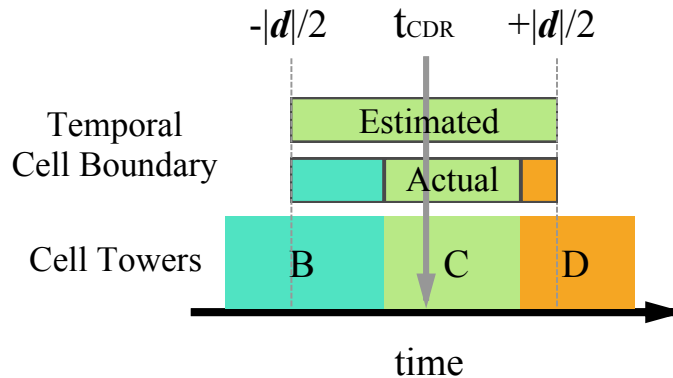 -|d|/2 tCDR +|d|/2
Temporal
Cell Boundary
Estimated
Actual
Cell Towers
B C D
time